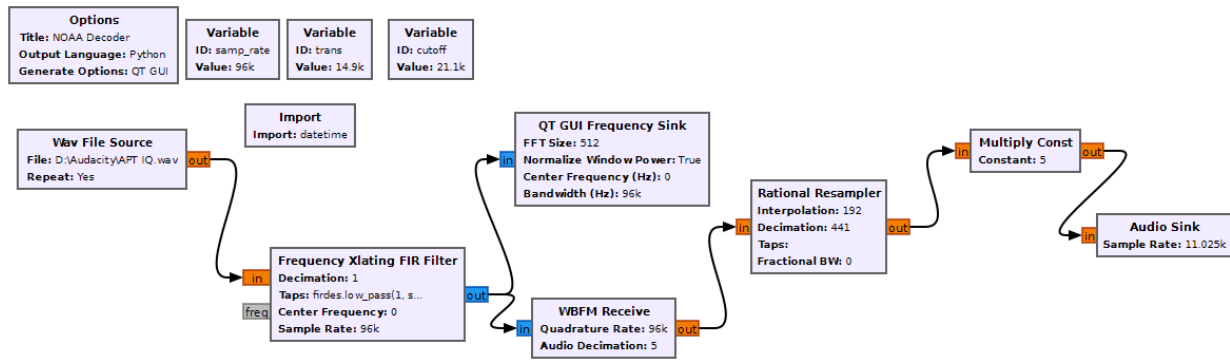 Options
Title: NOAA Decoder
Output Language: Python
Generate Options: QT GUI
Variable
ID: samp_rate
Value: 96k
Variable
ID: trans
Value: 14.9k
Variable
ID: cutoff
Value: 21.1k
Import
Import: datetime
Wav File Source
File: D:\Audacity\APT IQ.wav
Repeat: Yes
out
in
freq
Frequency Xlating FIR Filter
Decimation: 1
Taps: firdes.low_pass(1, s...
Center Frequency: 0
Sample Rate: 96k
out
in
QT GUI Frequency Sink
FFT Size: 512
Normalize Window Power: True
Center Frequency (Hz): 0
Bandwidth (Hz): 96k
in
WBFM Receive
Quadrature Rate: 96k
Audio Decimation: 5
out
in
Rational Resampler
Interpolation: 192
Decimation: 441
Taps:
Fractional BW: 0
out
in
Multiply Const
Constant: 5
out
in
Audio Sink
Sample Rate: 11.025k